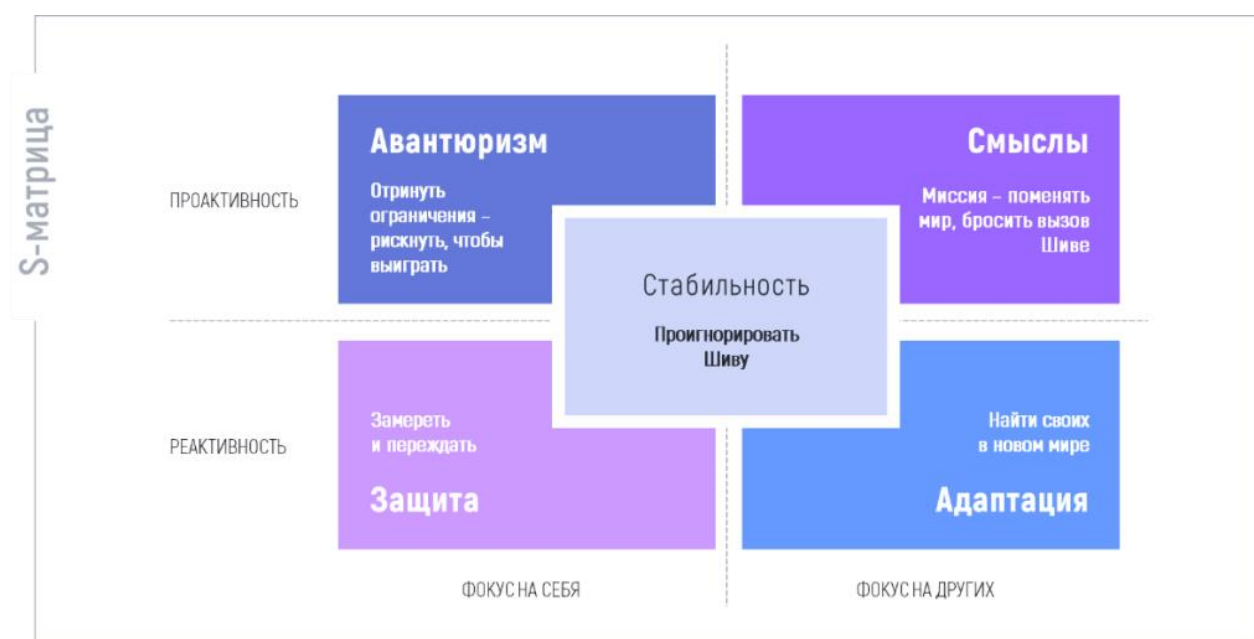 S-матрица
ПРОАКТИВНОСТЬ
Авантюризм
Отринуть
ограничения –
рискнуть, чтобы
выиграть
Смыслы
Миссия – поменять
мир, бросить вызов
Шиве
Стабильность
Проигнорировать
Шиву
РЕАКТИВНОСТЬ
Замереть
и переждать
Защита
Найти своих
в новом мире
Адаптация
ФОКУС НА СЕБЯ
ФОКУС НА ДРУГИХ